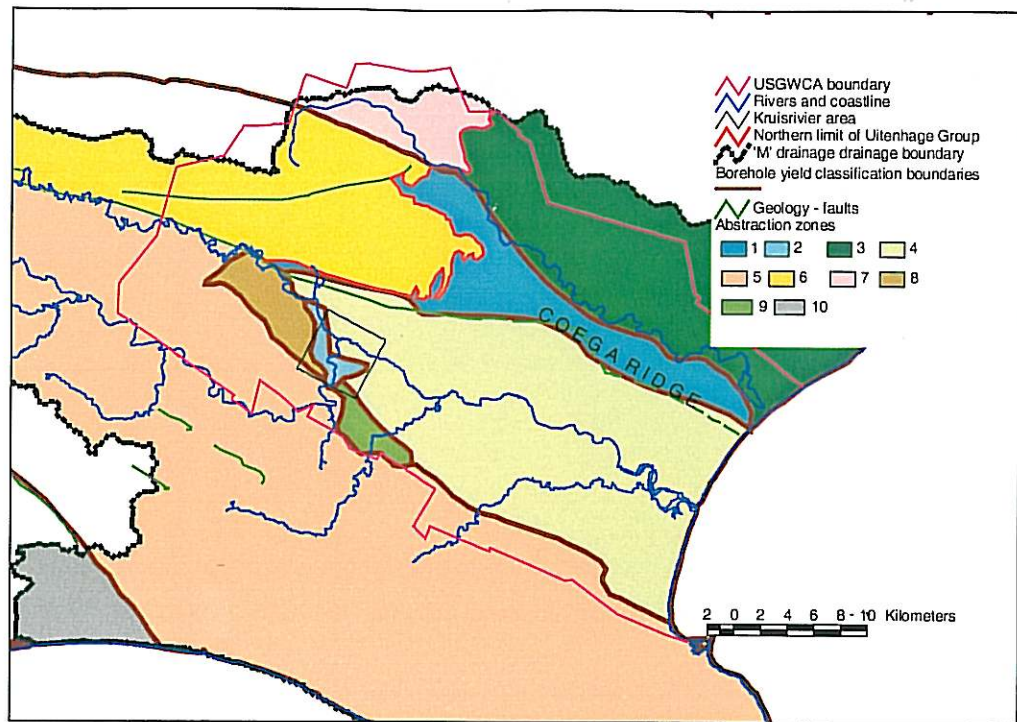 USGWCA boundary
Rivers and coastline
Kruisrivier area
Northern limit of Uitenhage Group
'M' drainage drainage boundary
Borehole yield classification boundaries
Geology - faults
Abstraction zones
1 2 3 4
5 6 7 8
9 10
COEGA RIDGE
2 0 2 4 6 8 - 10 Kilometers